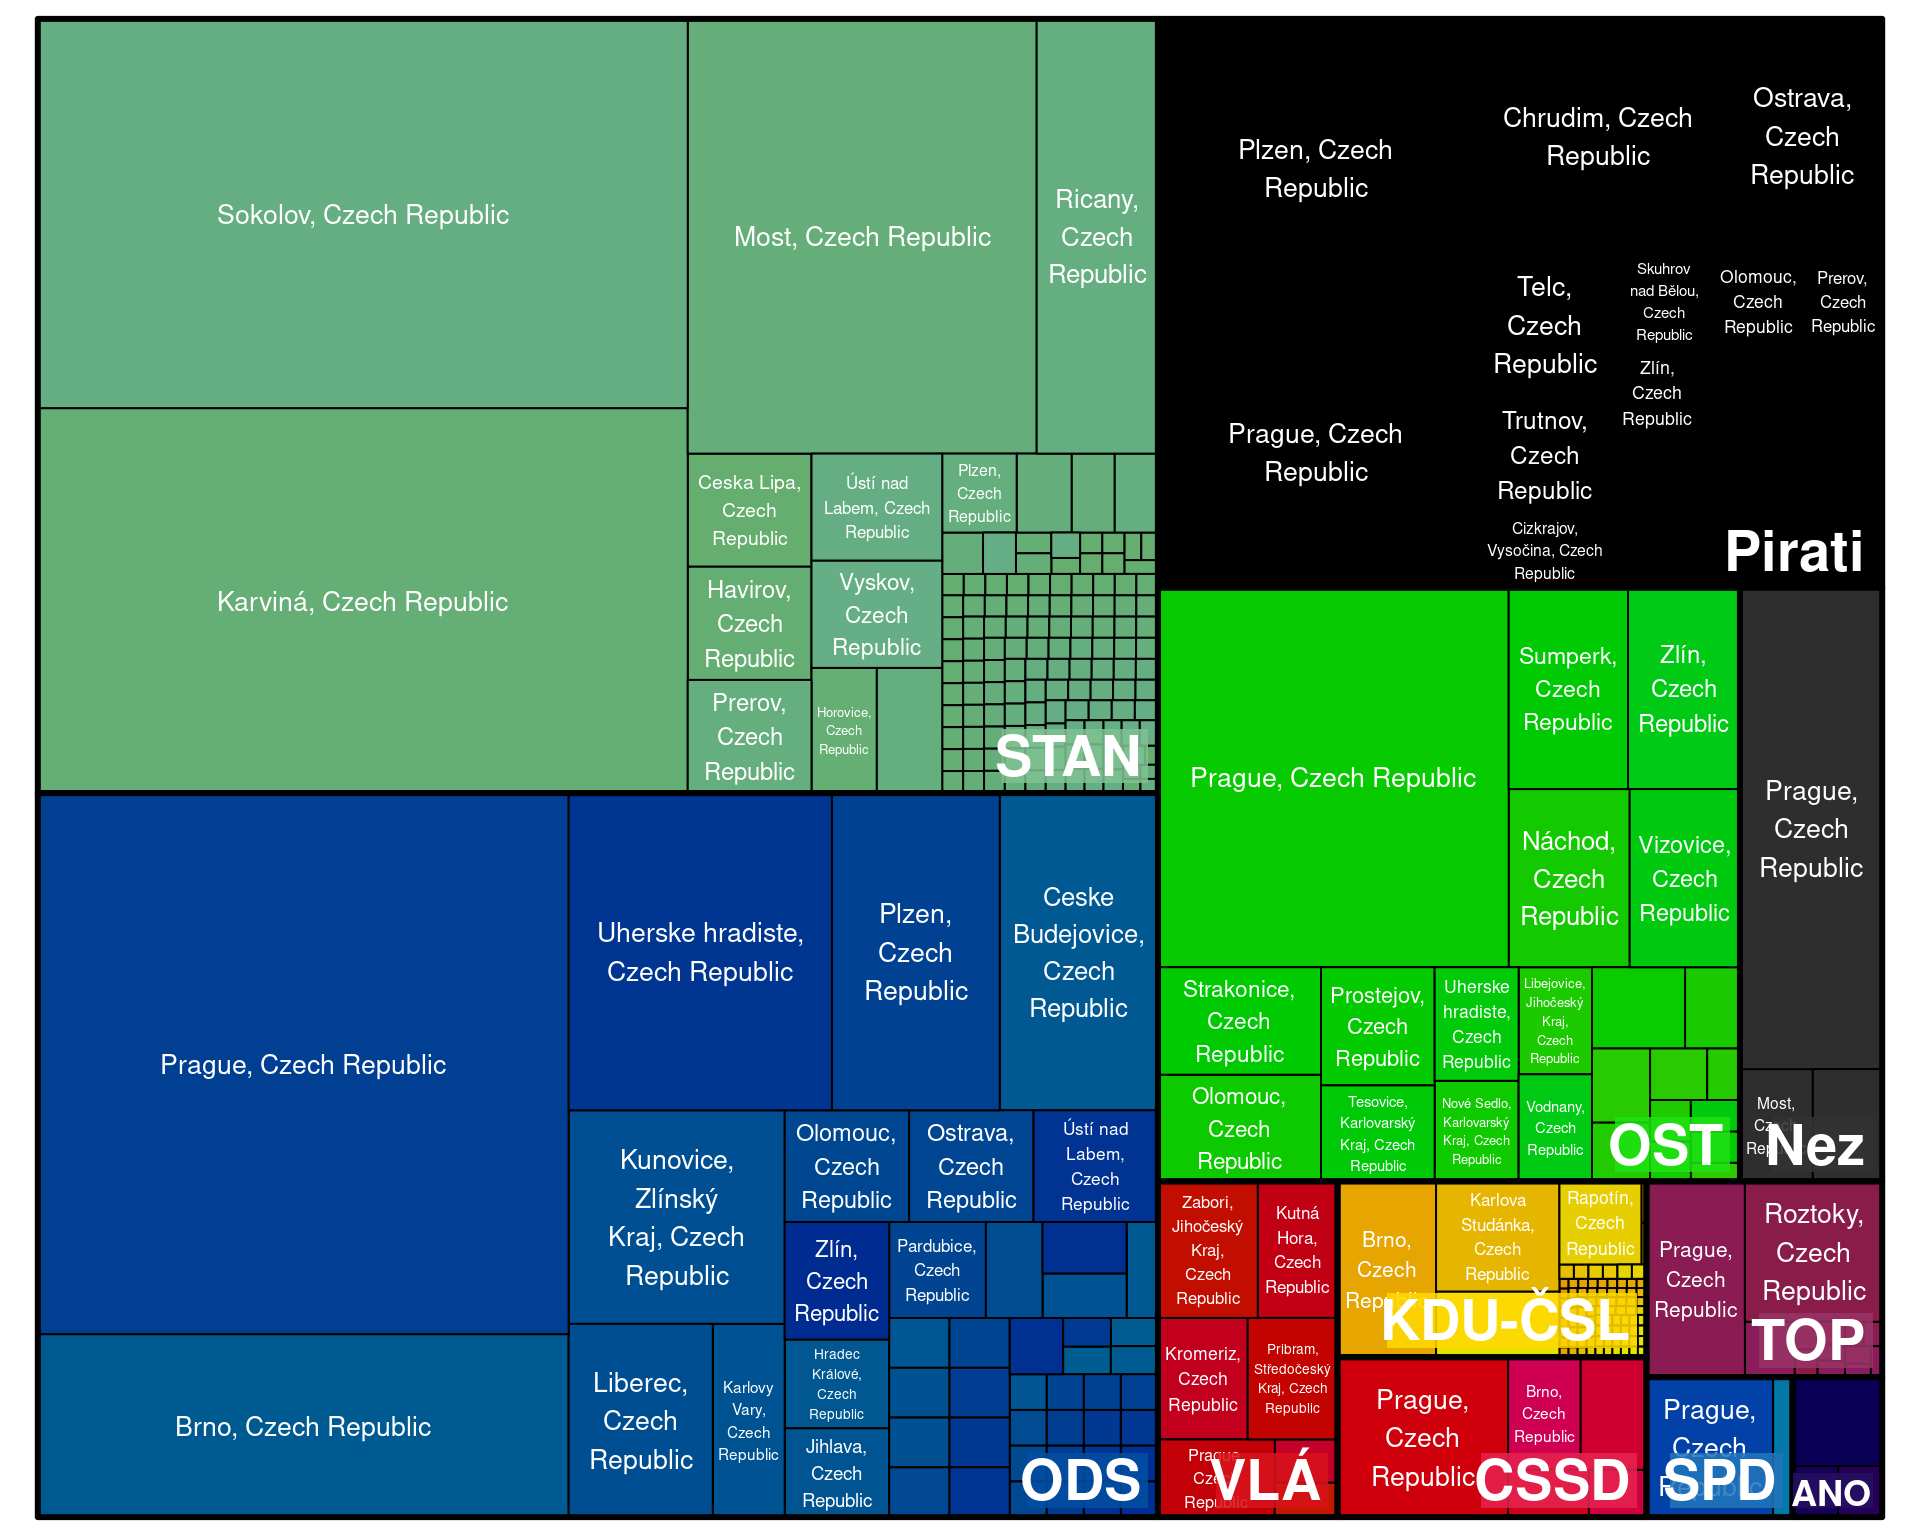 Sokolov, Czech Republic
Karviná, Czech Republic
Most, Czech Republic
Ricany,
Czech
Republic
Ceska Lipa,
Czech
Republic
Havirov,
Czech
Republic
Prerov,
Czech
Republic
Ústí nad
Labem, Czech
Republic
Vyskov,
Czech
Republic
Horovice,
Czech
Republic
Plzen,
Czech
Republic
STAN
Prague, Czech Republic
Brno, Czech Republic
Uherske hradiste,
Czech Republic
Plzen,
Czech
Republic
Ceske
Budejovice,
Czech
Republic
Kunovice,
Zlínský
Kraj, Czech
Republic
Liberec,
Czech
Republic
Karlovy
Vary,
Czech
Republic
Olomouc,
Czech
Republic
Ostrava,
Czech
Republic
Ústí nad
Labem,
Czech
Republic
Zlín,
Czech
Republic
Pardubice,
Czech
Republic
Hradec
Králové,
Czech
Republic
Jihlava,
Czech
Republic
ODS
Plzen, Czech
Republic
Prague, Czech
Republic
Chrudim, Czech
Republic
Ostrava,
Czech
Republic
Telc,
Czech
Republic
Trutnov,
Czech
Republic
Cizkrajov,
Vysočina, Czech
Republic
Skuhrov
nad Bělou,
Czech
Republic
Zlín,
Czech
Republic
Olomouc,
Czech
Republic
Prerov,
Czech
Republic
Pirati
Prague, Czech Republic
Sumperk,
Czech
Republic
Zlín,
Czech
Republic
Náchod,
Czech
Republic
Vizovice,
Czech
Republic
Strakonice,
Czech
Republic
Olomouc,
Czech
Republic
Prostejov,
Czech
Republic
Tesovice,
Karlovarský
Kraj, Czech
Republic
Uherske
hradiste,
Czech
Republic
Nové Sedlo,
Karlovarský
Kraj, Czech
Republic
Libejovice,
Jihočeský
Kraj,
Czech
Republic
Vodnany,
Czech
Republic
OST
Prague,
Czech
Republic
Most,
Czech
Republic
Nez
Zabori,
Jihočeský
Kraj,
Czech
Republic
Kutná
Hora,
Czech
Republic
Kromeriz,
Czech
Republic
Pribram,
Středočeský
Kraj, Czech
Republic
Prague,
Czech
Republic
VLÁ
Brno,
Czech
Republic
Karlova
Studánka,
Czech
Republic
Rapotín,
Czech
Republic
KDU-ČSL
Prague,
Czech
Republic
Brno,
Czech
Republic
CSSD
Prague,
Czech
Republic
Roztoky,
Czech
Republic
TOP
Prague,
Czech
Republic
SPD
ANO